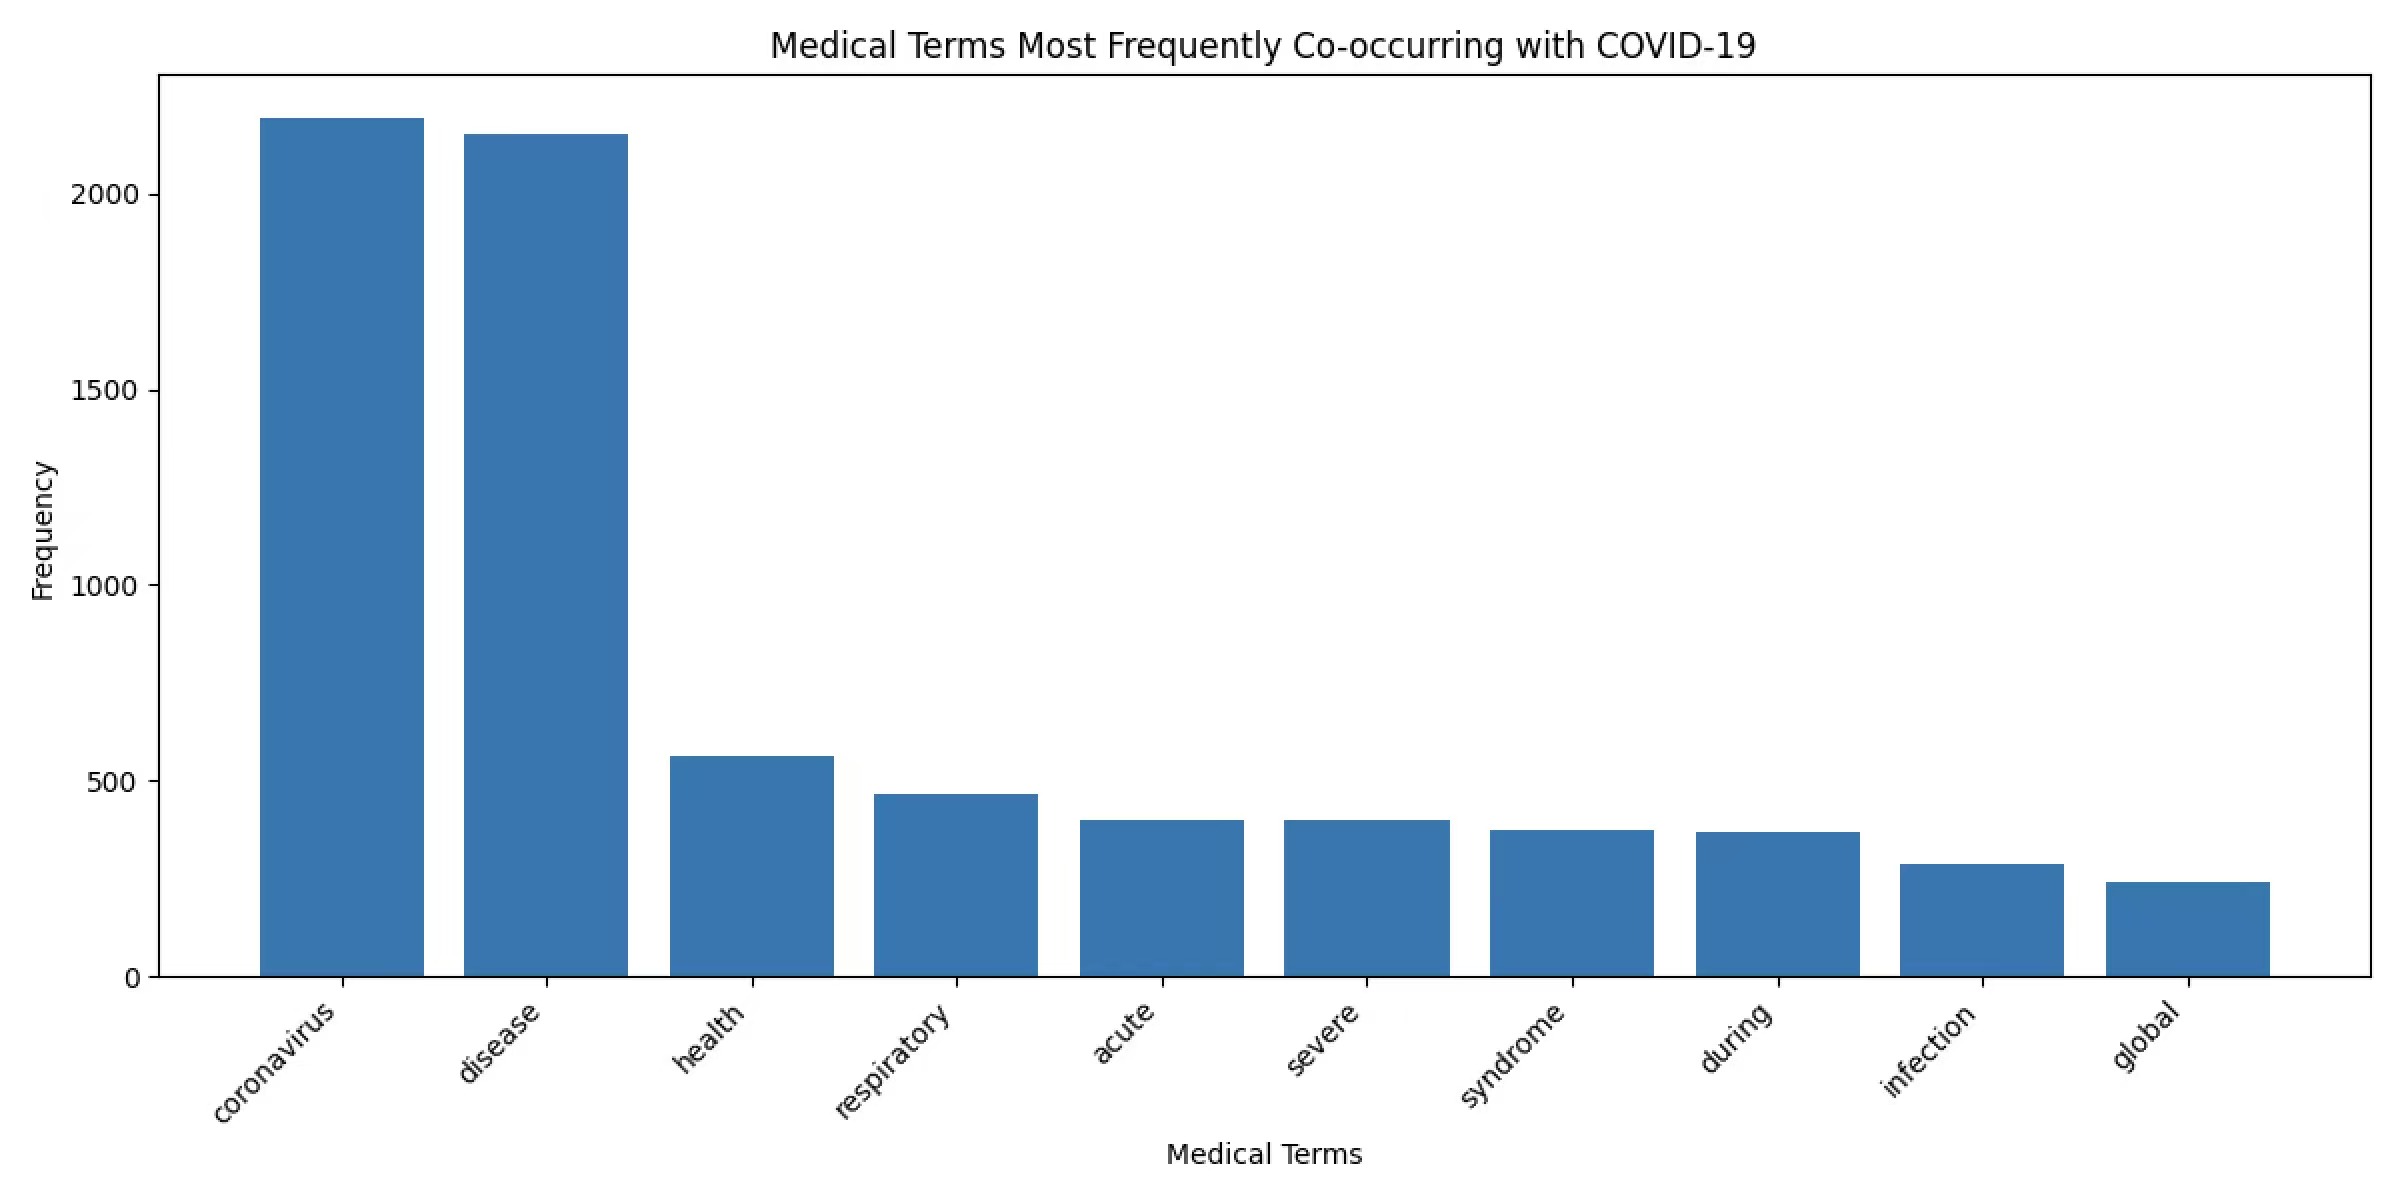 Medical Terms Most Frequently Co-occurring with COVID-19
Frequency
2000
1500
1000
500
0
coronavirus
disease
health
respiratory
acute
severe
syndrome
during
infection
global
Medical Terms